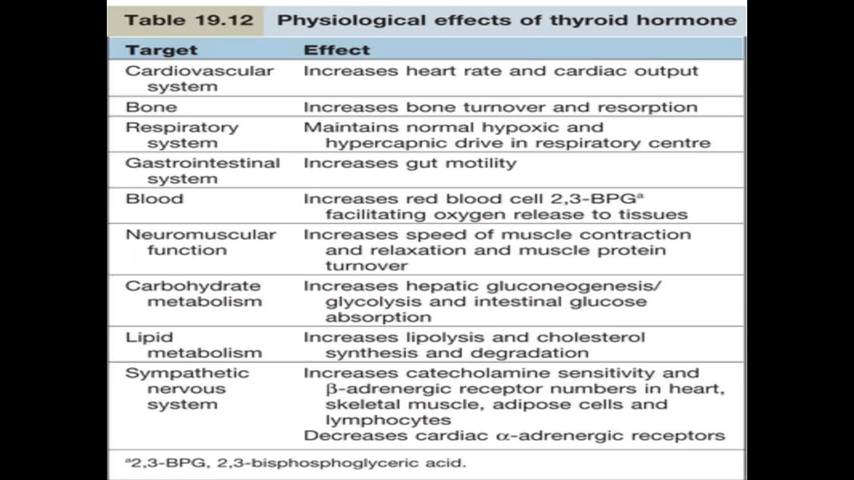 Table 19.12 Physiological effects of thyroid hormone
Target Effect
Cardiovascular system Increases heart rate and cardiac output
Bone Increases bone turnover and resorption
Respiratory system Maintains normal hypoxic and
hypercapnic drive in respiratory centre
Gastrointestinal system Increases gut motility
Blood Increases red blood cell 2,3-BPGᵃ
facilitating oxygen release to tissues
Neuromuscular function Increases speed of muscle contraction
and relaxation and muscle protein
turnover
Carbohydrate metabolism Increases hepatic gluconeogenesis/
glycolysis and intestinal glucose
absorption
Lipid metabolism Increases lipolysis and cholesterol
synthesis and degradation
Sympathetic nervous system Increases catecholamine sensitivity and
β-adrenergic receptor numbers in heart,
skeletal muscle, adipose cells and
lymphocytes
Decreases cardiac α-adrenergic receptors
ᵃ2,3-BPG, 2,3-bisphosphoglyceric acid.